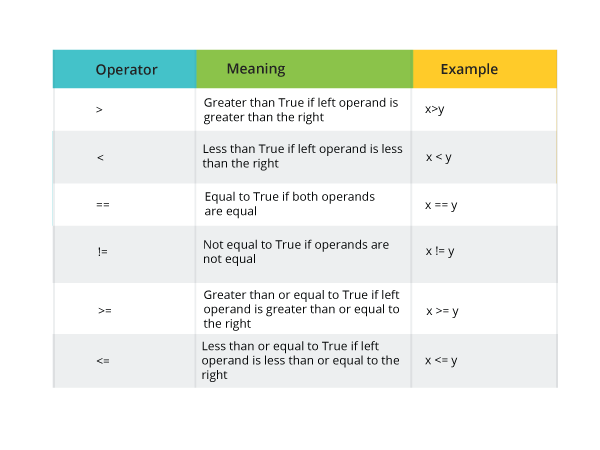 Operator Meaning Example
> Greater than True if left operand is x>y
greater than the right
< Less than True if left operand is less x < y
than the right
== Equal to True if both operands x == y
are equal
!= Not equal to True if operands are x != y
not equal
Greater than or equal to True if left
>= operand is greater than or equal to x >= y
the right
Less than or equal to True if left
<= operand is less than or equal to the x <= y
right